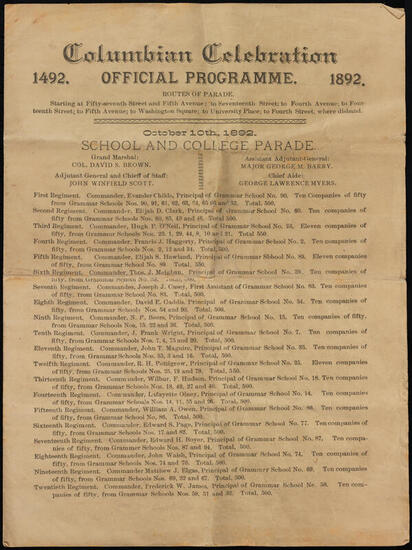 Columbian Celebration
1492. OFFICIAL PROGRAMME. 1892.
ROUTES OF PARADE.
Starting at Fifty-seventh Street and Fifth Avenue; to Seventeenth Street; to Fourth Avenue; to Four-
teenth Street; to Fifth Avenue; to Washington Square; to University Place; to Fourth Street, where disband.
October 10th, 1892.
SCHOOL AND COLLEGE PARADE.
Grand Marshal:
COL. DAVID S. BROWN.
Adjutant General and Chief of Staff:
JOHN WINFIELD SCOTT.
Assistant Adjutant-General:
MAJOR GEORGE M. BARRY.
Chief Aide:
GEORGE LAWRENCE MYERS.
First Regiment. Commander, Evander Childs, Principal of Grammar School No. 90. Ten Companies of fifty
from Grammar Schools Nos. 90, 91, 61, 62, 63, 64, 65 and 32. Total, 500.
Second Regiment. Commander, Elijah D. Clark, Principal of Grammar School No. 80. Ten companies of
fifty, from Grammar Schools Nos. 80, 93, 43 and 46. Total, 500.
Third Regiment. Commander, Hugh P. O'Neil, Principal of Grammar School No. 23, Eleven companies of
fifty, from Grammar Schools Nos. 23, 1, 29, 44, 8, 10 and 21. Total, 550.
Fourth Regiment. Commander, Francis J. Haggerty, Principal of Grammar School No. 2, Ten companies of
fifty, from Grammar Schools Nos. 2, 12 and 34. Total, 500.
Fifth Regiment. Commander, Elijah S. Howland, Principal of Grammar School No. 89. Eleven companies of
fifty, from Grammar School No. 89. Total, 550.
Sixth Regiment. Commander, Thos. J. Meighan, Principal of Grammar School No. 39. Ten companies of
fifty, from Grammar Schools No.
Seventh Regiment. Commander, Joseph J. Casey, First Assistant of Grammar School No. 83. Ten companies
of fifty, from Grammar School No. 83. Total, 500.
Eighth Regiment. Commander, David E. Gaddis, Principal of Grammar School No. 54. Ten companies of
fifty, from Grammar Schools Nos. 54 and 93. Total, 500.
Ninth Regiment. Commander, N. P. Beers, Principal of Grammar School No. 15. Ten companies of fifty,
from Grammar Schools Nos. 15, 22 and 36. Total, 500.
Tenth Regiment. Commander, J. Frank Wright, Principal of Grammar School No. 7. Ten companies of
fifty, from Grammar Schools Nos. 7, 4, 75 and 20. Total, 500.
Eleventh Regiment. Commander, John T. Maguire, Principal of Grammar School No. 35. Ten companies of
fifty, from Grammar Schools Nos. 35, 3 and 16. Total, 500.
Twelfth Regiment. Commander, R. H. Pettigrew, Principal of Grammar School No. 25. Eleven companies
of fifty, from Grammar Schools Nos. 25, 19 and 79. Total, 550.
Thirteenth Regiment. Commander, Wilbur F. Hudson, Principal of Grammar School No. 18. Ten companies
of fifty, from Grammar Schools Nos. 18, 53, 27 and 40. Total, 500.
Fourteenth Regiment. Commander, Lafayette Olney, Principal of Grammar School No. 14. Ten companies
of fifty, from Grammar Schools Nos. 14, 11, 55 and 26. Total, 500.
Fifteenth Regiment. Commander, William A. Owen, Principal of Grammar School No. 86. Ten companies of
fifty, from Grammar School No. 86. Total, 500.
Sixteenth Regiment. Commander, Edward S. Page, Principal of Grammar School No. 77. Ten companies of
fifty, from Grammar Schools Nos. 77 and 82. Total, 500.
Seventeenth Regiment. Commander, Edward H. Boyer, Principal of Grammar School No. 87. Ten com-
panies of fifty, from Grammar Schools Nos. 87 and 94. Total, 500.
Eighteenth Regiment. Commander, John Walsh, Principal of Grammar School No. 74. Ten companies of
fifty, from Grammar Schools Nos. 74 and 70. Total, 500.
Nineteenth Regiment. Commander Matthew J. Elgas, Principal of Grammar School No. 69. Ten companies
of fifty, from Grammar Schools Nos. 69, 22 and 67. Total, 500.
Twentieth Regiment. Commander, Frederick W. James, Principal of Grammar School No. 58. Ten com-
panies of fifty, from Grammar Schools Nos. 58, 51 and 32. Total, 500.